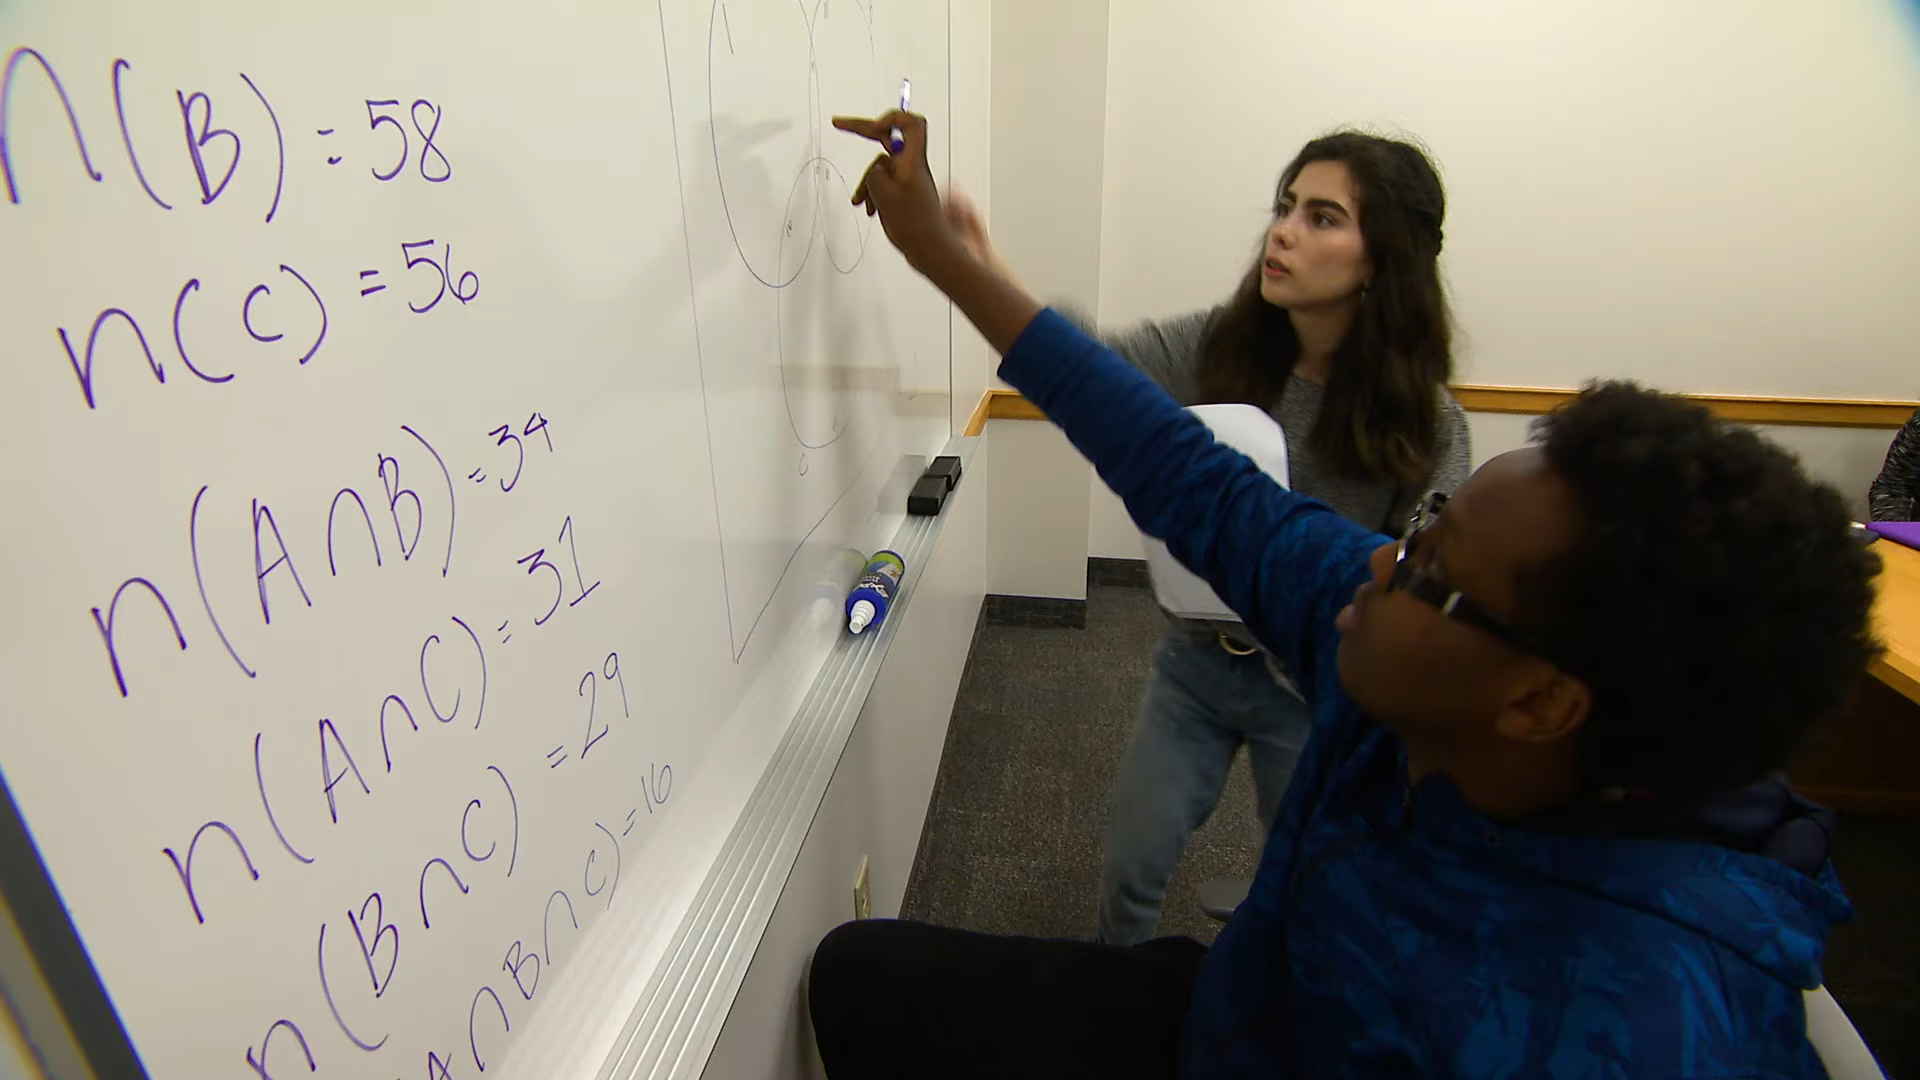 n(B) = 58
n(C) = 56
n(A∩B) = 34
n(A∩C) = 31
n(B∩C) = 29
A∩B∩C) = 16
C